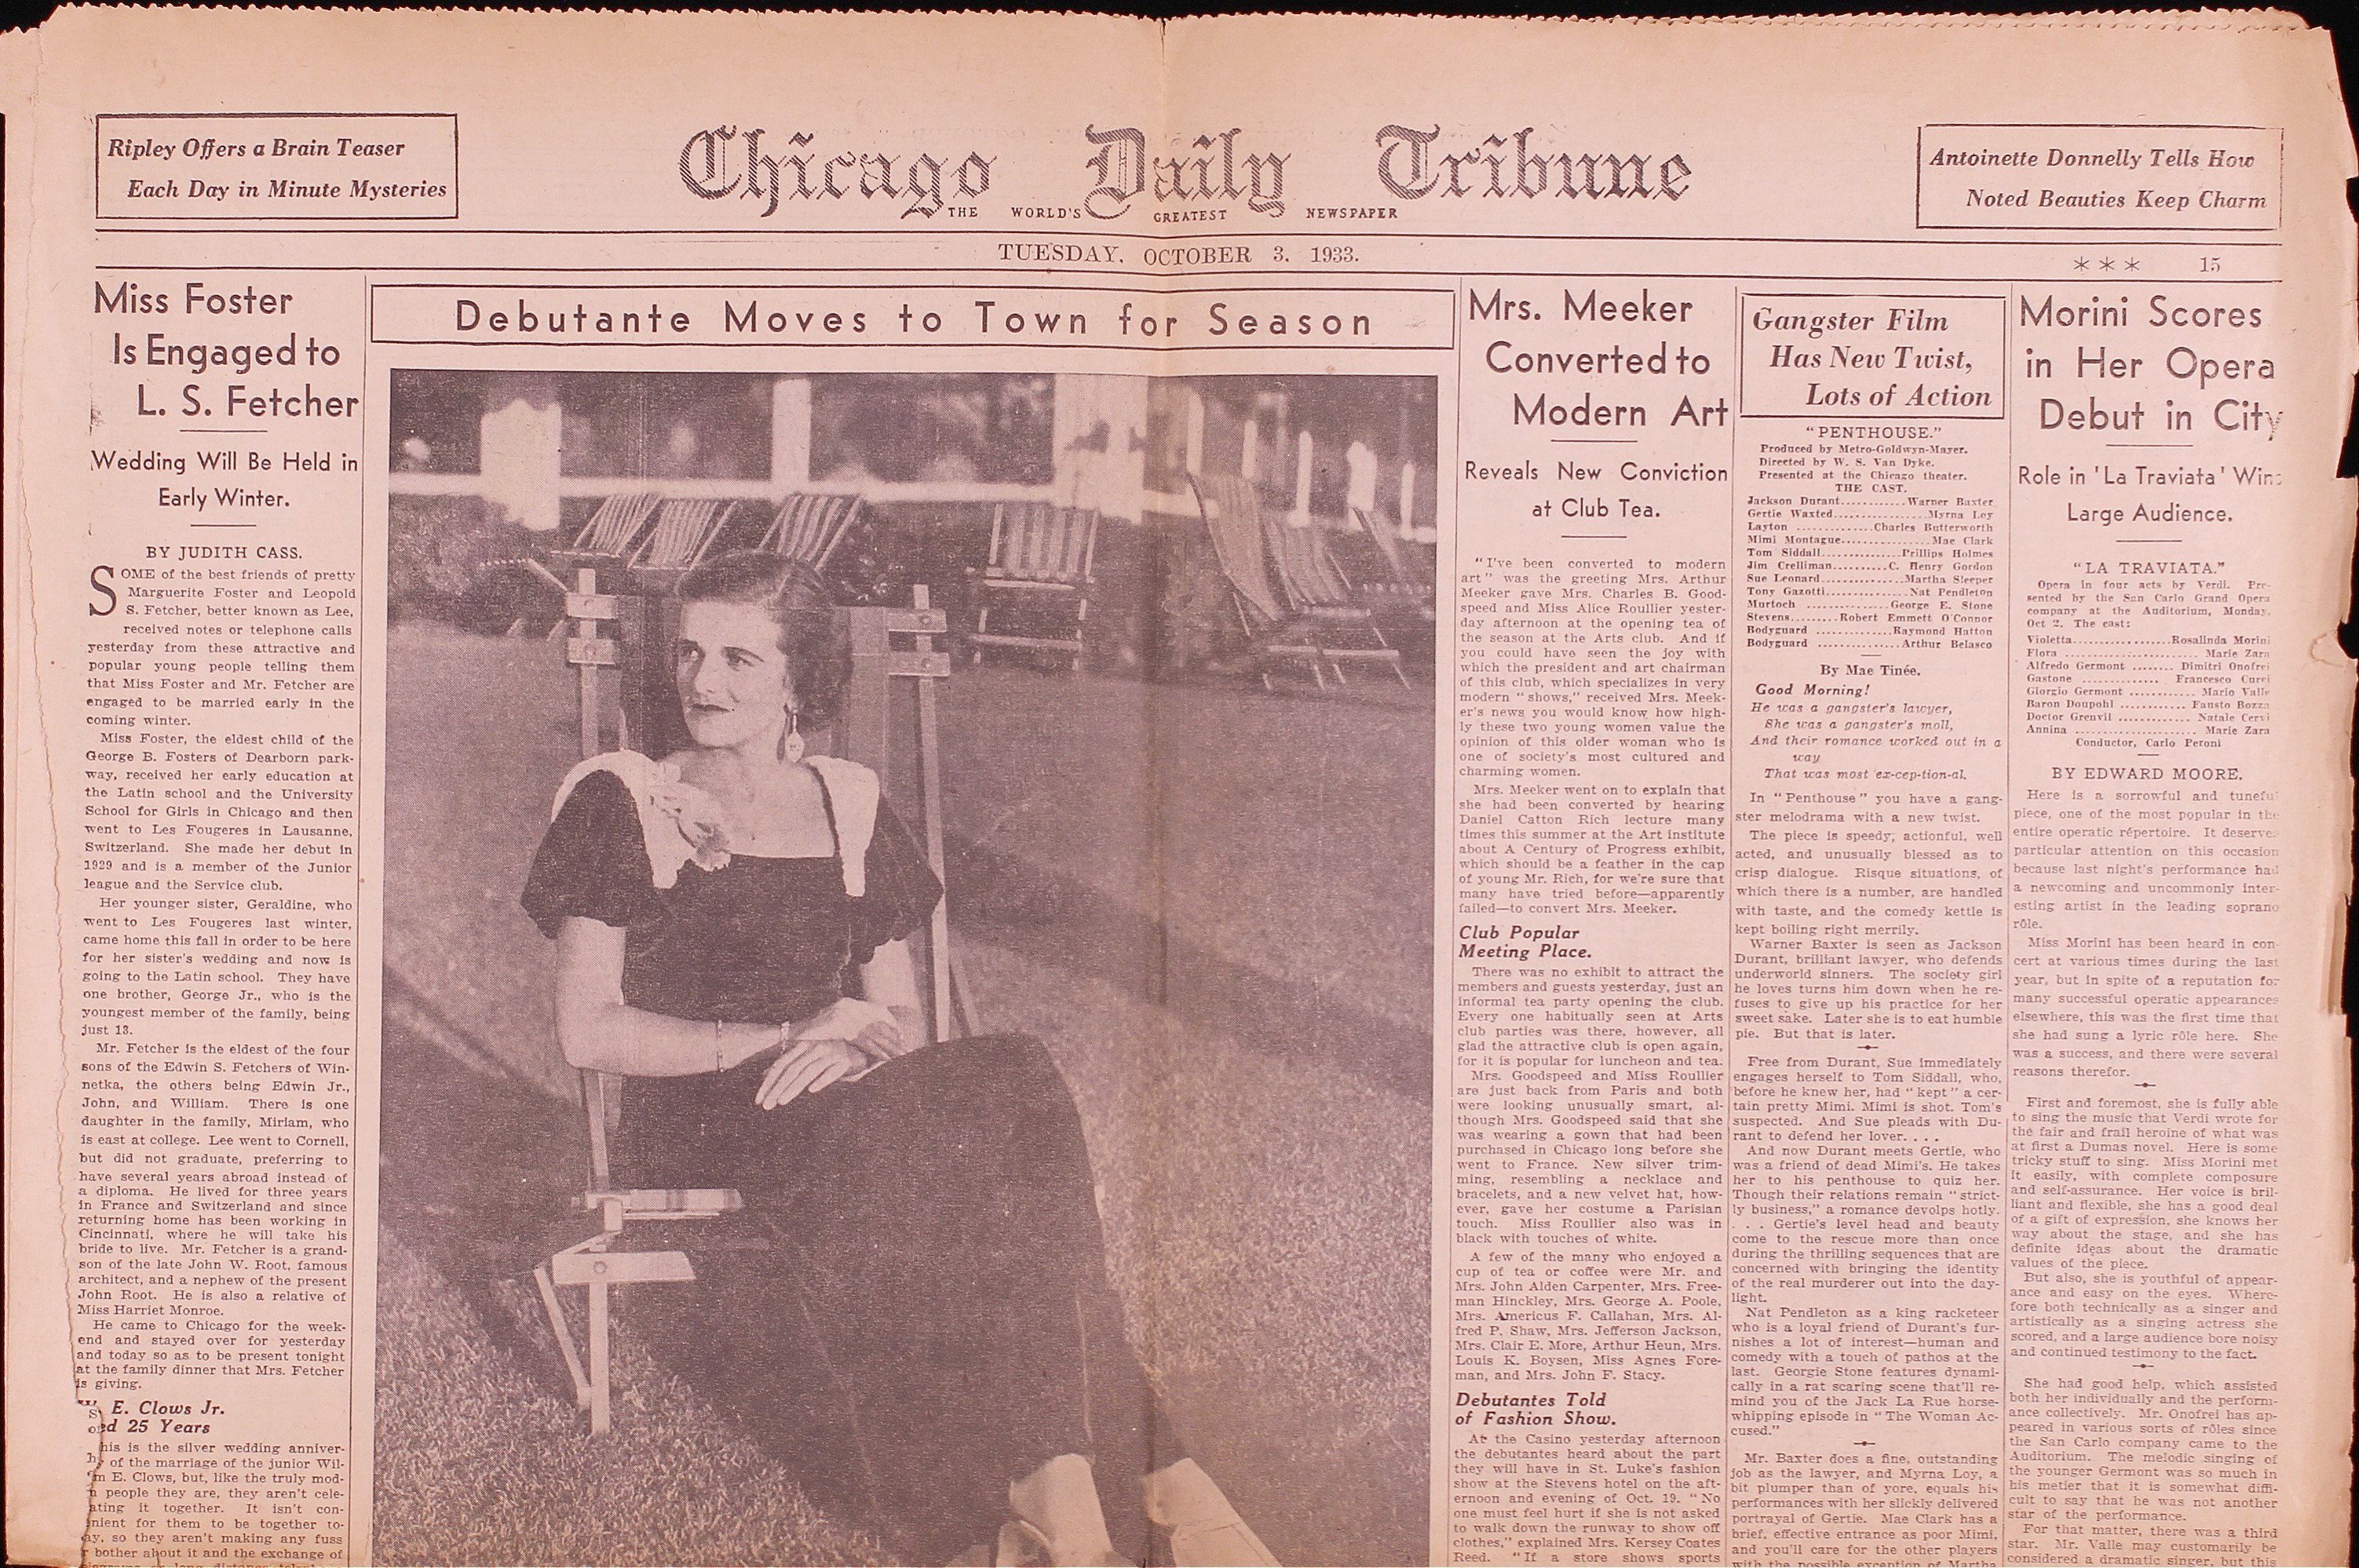 Ripley Offers a Brain Teaser
Each Day in Minute Mysteries
Chicago Daily Tribune
THE WORLD'S GREATEST NEWSPAPER
Antoinette Donnelly Tells How
Noted Beauties Keep Charm
TUESDAY, OCTOBER 3, 1933.
*** 15
Miss Foster
Is Engaged to
L. S. Fetcher
Wedding Will Be Held in
Early Winter.
BY JUDITH CASS.
SOME of the best friends of pretty
Marguerite Foster and Leopold
S. Fetcher, better known as Lee,
received notes or telephone calls
yesterday from these attractive and
popular young people telling them
that Miss Foster and Mr. Fetcher are
engaged to be married early in the
coming winter.
Miss Foster, the eldest child of the
George B. Fosters of Dearborn park-
way, received her early education at
the Latin school and the University
School for Girls in Chicago and then
went to Les Fougeres in Lausanne,
Switzerland. She made her debut in
1929 and is a member of the Junior
league and the Service club.
Her younger sister, Geraldine, who
went to Les Fougeres last winter,
came home this fall in order to be here
for her sister's wedding and now is
going to the Latin school. They have
one brother, George Jr., who is the
youngest member of the family, being
just 13.
Mr. Fetcher is the eldest of the four
sons of the Edwin S. Fetchers of Win-
netka, the others being Edwin Jr.,
John, and William. There is one
daughter in the family, Miriam, who
is east at college. Lee went to Cornell,
but did not graduate, preferring to
have several years abroad instead of
a diploma. He lived for three years
in France and Switzerland and since
returning home has been working in
Cincinnati, where he will take his
bride to live. Mr. Fetcher is a grand-
son of the late John W. Root, famous
architect, and a nephew of the present
John Root. He is also a relative of
Miss Harriet Monroe.
He came to Chicago for the week-
end and stayed over for yesterday
and today so as to be present tonight
at the family dinner that Mrs. Fetcher
is giving.
E. Clows Jr.
ed 25 Years
his is the silver wedding anniver-
of the marriage of the junior Wil-
m E. Clows, but, like the truly mod-
people they are, they aren't cele-
ating it together. It isn't con-
nient for them to be together to-
ay, so they aren't making any fuss
r bother about it and the exchange of
Debutante Moves to Town for Season
Mrs. Meeker
Converted to
Modern Art
Reveals New Conviction
at Club Tea.
"I've been converted to modern
art" was the greeting Mrs. Arthur
Meeker gave Mrs. Charles B. Good-
speed and Miss Alice Roullier yester-
day afternoon at the opening tea of
the season at the Arts club. And if
you could have seen the joy with
which the president and art chairman
of this club, which specializes in very
modern "shows," received Mrs. Meek-
er's news you would know how high-
ly these two young women value the
opinion of this older woman who is
one of society's most cultured and
charming women.
Mrs. Meeker went on to explain that
she had been converted by hearing
Daniel Catton Rich lecture many
times this summer at the Art institute
about A Century of Progress exhibit,
which should be a feather in the cap
of young Mr. Rich, for we're sure that
many have tried before—apparently
failed—to convert Mrs. Meeker.
Club Popular
Meeting Place.
There was no exhibit to attract the
members and guests yesterday, just an
informal tea party opening the club.
Every one habitually seen at Arts
club parties was there, however, all
glad the attractive club is open again,
for it is popular for luncheon and tea.
Mrs. Goodspeed and Miss Roullier
are just back from Paris and both
were looking unusually smart, al-
though Mrs. Goodspeed said that she
was wearing a gown that had been
purchased in Chicago long before she
went to France. New silver trim-
ming, resembling a necklace and
bracelets, and a new velvet hat, how-
ever, gave her costume a Parisian
touch. Miss Roullier also was in
black with touches of white.
A few of the many who enjoyed a
cup of tea or coffee were Mr. and
Mrs. John Alden Carpenter, Mrs. Free-
man Hinckley, Mrs. George A. Poole,
Mrs. Americus F. Callahan, Mrs. Al-
fred P. Shaw, Mrs. Jefferson Jackson,
Mrs. Clair E. More, Arthur Heun, Mrs.
Louis K. Boysen, Miss Agnes Fore-
man, and Mrs. John F. Stacy.
Debutantes Told
of Fashion Show.
At the Casino yesterday afternoon
the debutantes heard about the part
they will have in St. Luke's fashion
show at the Stevens hotel on the aft-
ernoon and evening of Oct. 19. "No
one must feel hurt if she is not asked
to walk down the runway to show off
clothes," explained Mrs. Kersey Coates
Reed. "If a store shows sports
Gangster Film
Has New Twist,
Lots of Action
"PENTHOUSE."
Produced by Metro-Goldwyn-Mayer.
Directed by W. S. Van Dyke.
Presented at the Chicago theater.
THE CAST.
Jackson Durant...........Warner Baxter
Gertie Waxted................Myrna Loy
Layton .............Charles Butterworth
Mimi Montague................Mae Clark
Tom Siddall..............Prillips Holmes
Jim Crelliman..........C. Henry Gordon
Sue Leonard..............Martha Sleeper
Tony Gazotti..............Nat Pendleton
Murtoch ...............George E. Stone
Stevens.........Robert Emmett O'Connor
Bodyguard .............Raymond Hatton
Bodyguard ...............Arthur Belasco
By Mae Tinée.
Good Morning!
He was a gangster's lawyer,
She was a gangster's moll,
And their romance worked out in a
way
That was most ex-cep-tion-al.
In "Penthouse" you have a gang-
ster melodrama with a new twist.
The piece is speedy, actionful, well
acted, and unusually blessed as to
crisp dialogue. Risque situations, of
which there is a number, are handled
with taste, and the comedy kettle is
kept boiling right merrily.
Warner Baxter is seen as Jackson
Durant, brilliant lawyer, who defends
underworld sinners. The society girl
he loves turns him down when he re-
fuses to give up his practice for her
sweet sake. Later she is to eat humble
pie. But that is later.
Free from Durant, Sue immediately
engages herself to Tom Siddall, who,
before he knew her, had "kept" a cer-
tain pretty Mimi. Mimi is shot. Tom's
suspected. And Sue pleads with Du-
rant to defend her lover. . . .
And now Durant meets Gertie, who
was a friend of dead Mimi's. He takes
her to his penthouse to quiz her.
Though their relations remain "strict-
ly business," a romance devolps hotly.
. . . Gertie's level head and beauty
come to the rescue more than once
during the thrilling sequences that are
concerned with bringing the identity
of the real murderer out into the day-
light.
Nat Pendleton as a king racketeer
who is a loyal friend of Durant's fur-
nishes a lot of interest—human and
comedy with a touch of pathos at the
last. Georgie Stone features dynami-
cally in a rat scaring scene that'll re-
mind you of the Jack La Rue horse-
whipping episode in "The Woman Ac-
cused."
Mr. Baxter does a fine, outstanding
job as the lawyer, and Myrna Loy, a
bit plumper than of yore, equals his
performances with her slickly delivered
portrayal of Gertie. Mae Clark has a
brief, effective entrance as poor Mimi,
and you'll care for the other players
with the possible exception of Martha
Morini Scores
in Her Opera
Debut in City
Role in 'La Traviata' Wins
Large Audience.
"LA TRAVIATA."
Opera in four acts by Verdi. Pre-
sented by the San Carlo Grand Opera
company at the Auditorium, Monday,
Oct 2. The cast:
Violetta..................Rosalinda Morini
Flora ........................ Marie Zara
Alfredo Germont ........ Dimitri Onofrei
Gastone .............. Francesco Curci
Giorgio Germont ............ Mario Valle
Baron Doupohl ........... Fausto Bozza
Doctor Grenvil ............ Natale Cervi
Annina ...................... Marie Zara
Conductor, Carlo Peroni
BY EDWARD MOORE.
Here is a sorrowful and tuneful
piece, one of the most popular in the
entire operatic répertoire. It deserves
particular attention on this occasion
because last night's performance had
a newcoming and uncommonly inter-
esting artist in the leading soprano
rôle.
Miss Morini has been heard in con-
cert at various times during the last
year, but in spite of a reputation for
many successful operatic appearances
elsewhere, this was the first time that
she had sung a lyric rôle here. She
was a success, and there were several
reasons therefor.
First and foremost, she is fully able
to sing the music that Verdi wrote for
the fair and frail heroine of what was
at first a Dumas novel. Here is some
tricky stuff to sing. Miss Morini met
it easily, with complete composure
and self-assurance. Her voice is bril-
liant and flexible, she has a good deal
of a gift of expression, she knows her
way about the stage, and she has
definite ideas about the dramatic
values of the piece.
But also, she is youthful of appear-
ance and easy on the eyes. Where-
fore both technically as a singer and
artistically as a singing actress she
scored, and a large audience bore noisy
and continued testimony to the fact.
She had good help, which assisted
both her individually and the perform-
ance collectively. Mr. Onofrei has ap-
peared in various sorts of rôles since
the San Carlo company came to the
Auditorium. The melodic singing of
the younger Germont was so much in
his metier that it is somewhat diffi-
cult to say that he was not another
star of the performance.
For that matter, there was a third
star. Mr. Valle may customarily be
considered a dramatic singer, but this